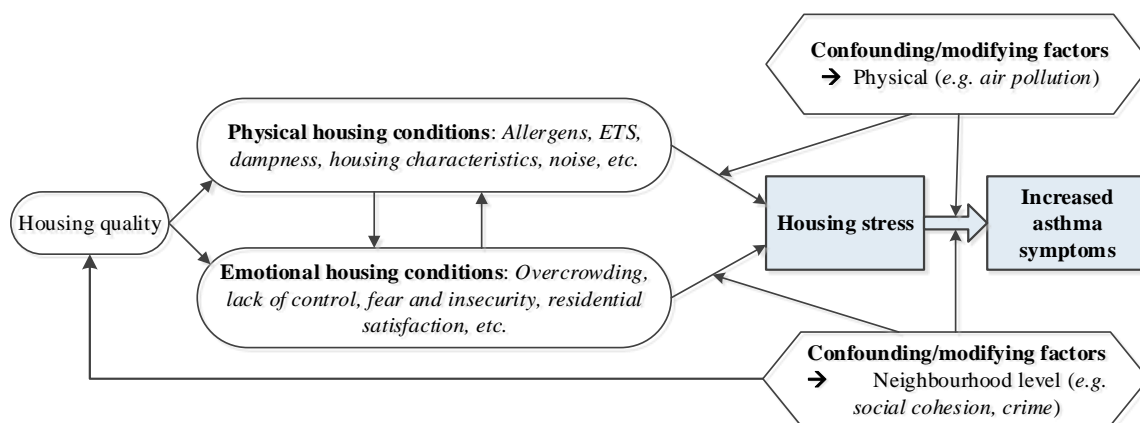 Confounding/modifying factors
➔ Physical (e.g. air pollution)
Physical housing conditions: Allergens, ETS,
dampness, housing characteristics, noise, etc.
Housing quality
Housing stress
Increased
asthma
symptoms
Emotional housing conditions: Overcrowding,
lack of control, fear and insecurity, residential
satisfaction, etc.
Confounding/modifying factors
➔ Neighbourhood level (e.g.
social cohesion, crime)